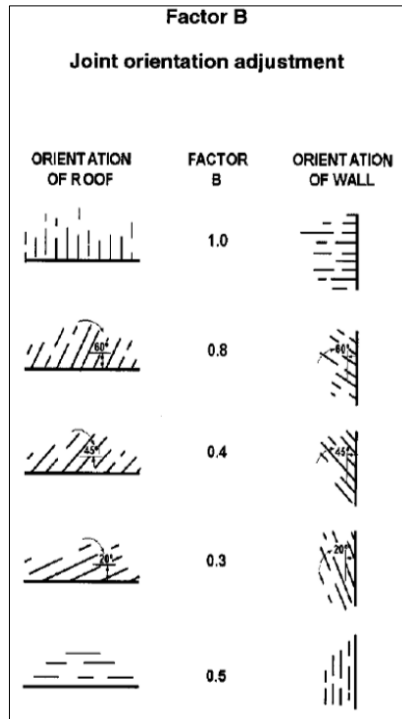 Factor B
Joint orientation adjustment
ORIENTATION OF ROOF
FACTOR B
ORIENTATION OF WALL
1.0
60°
0.8
60°
45°
0.4
45°
20°
0.3
20°
0.5